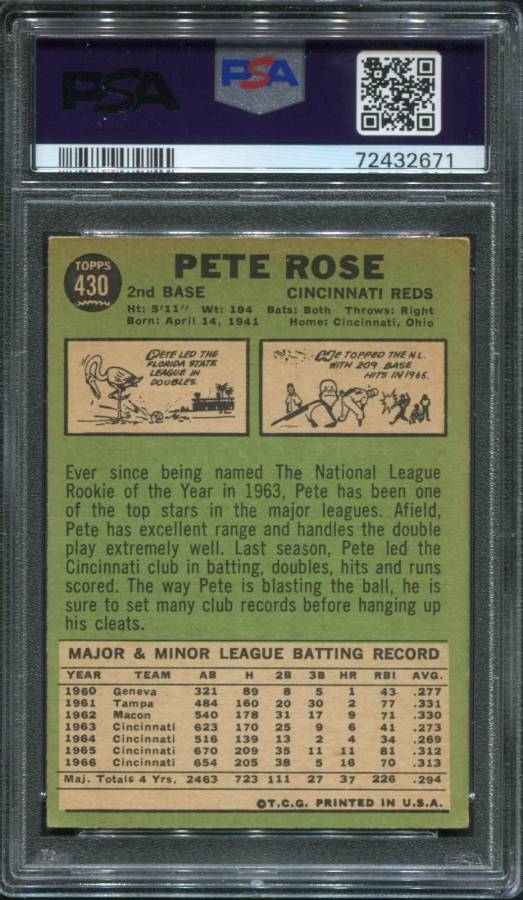 PSA
PSA
72432671
TOPPS
430
PETE ROSE
2nd BASE CINCINNATI REDS
Ht: 5'11" Wt: 194 Bats: Both Throws: Right
Born: April 14, 1941 Home: Cincinnati, Ohio
PETE LED THE
FLORIDA STATE
LEAGUE IN
DOUBLES.
HE TOPPED THE N.L.
WITH 209 BASE
HITS IN 1965.
Ever since being named The National League
Rookie of the Year in 1963, Pete has been one
of the top stars in the major leagues. Afield,
Pete has excellent range and handles the double
play extremely well. Last season, Pete led the
Cincinnati club in batting, doubles, hits and runs
scored. The way Pete is blasting the ball, he is
sure to set many club records before hanging up
his cleats.
MAJOR & MINOR LEAGUE BATTING RECORD
YEAR TEAM AB H 2B 3B HR RBI AVG.
1960 Geneva 321 89 8 5 1 43 .277
1961 Tampa 484 160 20 30 2 77 .331
1962 Macon 540 178 31 17 9 71 .330
1963 Cincinnati 623 170 25 9 6 41 .273
1964 Cincinnati 516 139 13 2 4 34 .269
1965 Cincinnati 670 209 35 11 11 81 .312
1966 Cincinnati 654 205 38 5 16 70 .313
Maj. Totals 4 Yrs. 2463 723 111 27 37 226 .294
©T.C.G. PRINTED IN U.S.A.
PSA